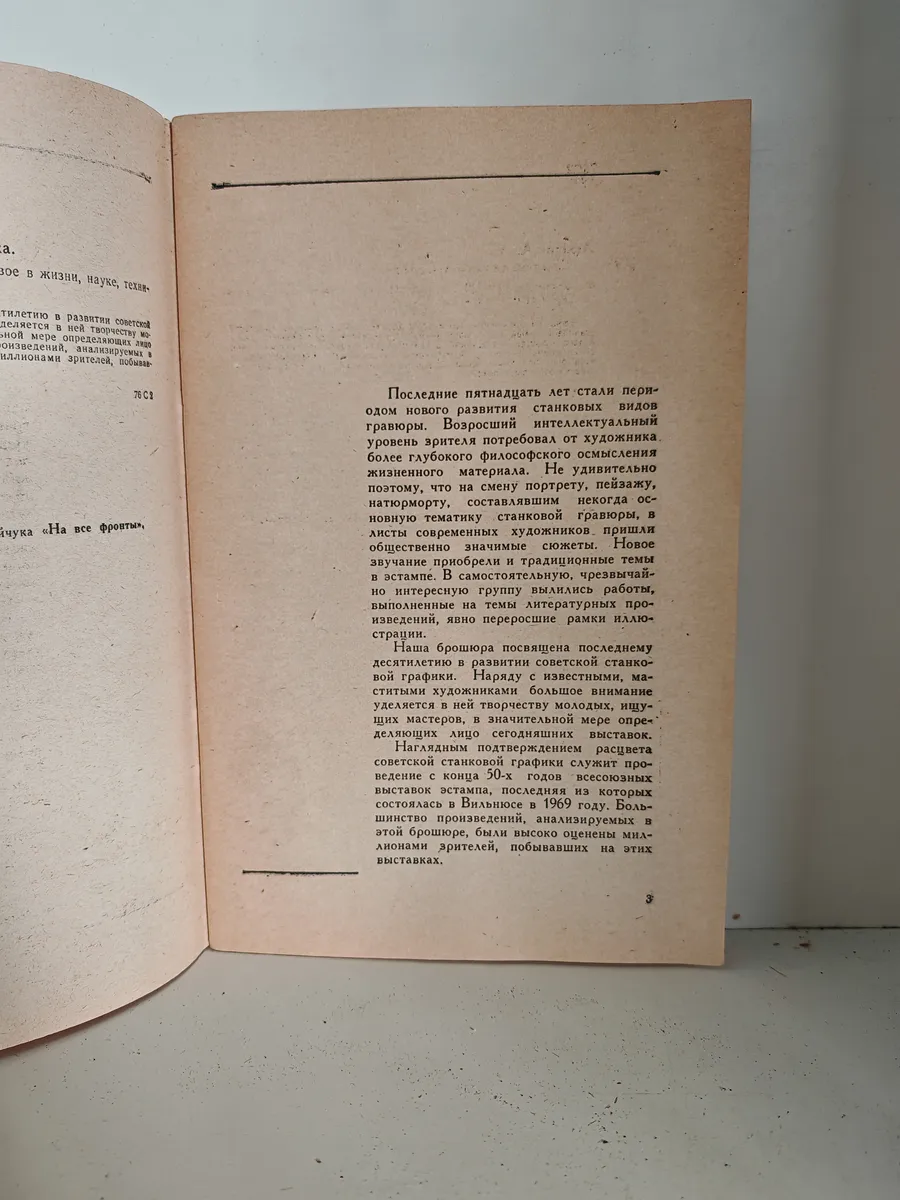 ка.
вое в жизни, науке, техни-
тилетию в развитии советской
деляется в ней творчеству мо-
ьной мере определяющих лицо
роизведений, анализируемых в
иллионами зрителей, побывав-
76 С2
йчука «На все фронты»,
Последние пятнадцать лет стали пери-
одом нового развития станковых видов
гравюры. Возросший интеллектуальный
уровень зрителя потребовал от художника
более глубокого философского осмысления
жизненного материала. Не удивительно
поэтому, что на смену портрету, пейзажу,
натюрморту, составлявшим некогда ос-
новную тематику станковой гравюры, в
листы современных художников пришли
общественно значимые сюжеты. Новое
звучание приобрели и традиционные темы
в эстампе. В самостоятельную, чрезвычай-
но интересную группу вылились работы,
выполненные на темы литературных про-
изведений, явно переросшие рамки иллю-
страции.
Наша брошюра посвящена последнему
десятилетию в развитии советской станко-
вой графики. Наряду с известными, ма-
ститыми художниками большое внимание
уделяется в ней творчеству молодых, ищу-
щих мастеров, в значительной мере опре-
деляющих лицо сегодняшних выставок.
Наглядным подтверждением расцвета
советской станковой графики служит про-
ведение с конца 50-х годов всесоюзных
выставок эстампа, последняя из которых
состоялась в Вильнюсе в 1969 году. Боль-
шинство произведений, анализируемых в
этой брошюре, были высоко оценены мил-
лионами зрителей, побывавших на этих
выставках.
3